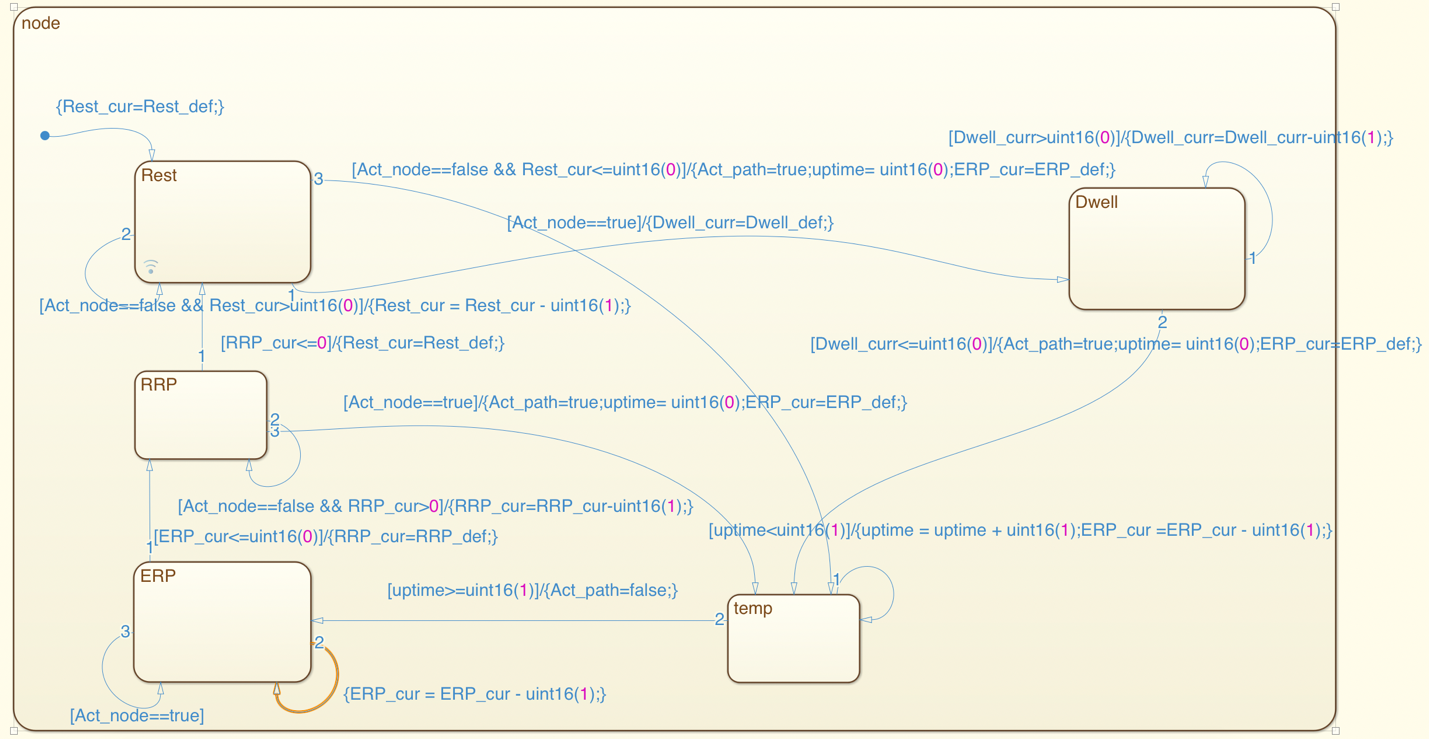 node
{Rest_cur=Rest_def;}
[Dwell_curr>uint16(0)]/{Dwell_curr=Dwell_curr-uint16(1);}
Rest
3
[Act_node==false && Rest_cur<=uint16(0)]/{Act_path=true;uptime= uint16(0);ERP_cur=ERP_def;}
Dwell
[Act_node==true]/{Dwell_curr=Dwell_def;}
2
1
1
[Act_node==false && Rest_cur>uint16(0)]/{Rest_cur = Rest_cur - uint16(1);}
2
[RRP_cur<=0]/{Rest_cur=Rest_def;}
[Dwell_curr<=uint16(0)]/{Act_path=true;uptime= uint16(0);ERP_cur=ERP_def;}
1
RRP
[Act_node==true]/{Act_path=true;uptime= uint16(0);ERP_cur=ERP_def;}
2
3
[Act_node==false && RRP_cur>0]/{RRP_cur=RRP_cur-uint16(1);}
[uptime<uint16(1)]/{uptime = uptime + uint16(1);ERP_cur =ERP_cur - uint16(1);}
[ERP_cur<=uint16(0)]/{RRP_cur=RRP_def;}
1
ERP
1
[uptime>=uint16(1)]/{Act_path=false;}
temp
2
3
2
{ERP_cur = ERP_cur - uint16(1);}
[Act_node==true]